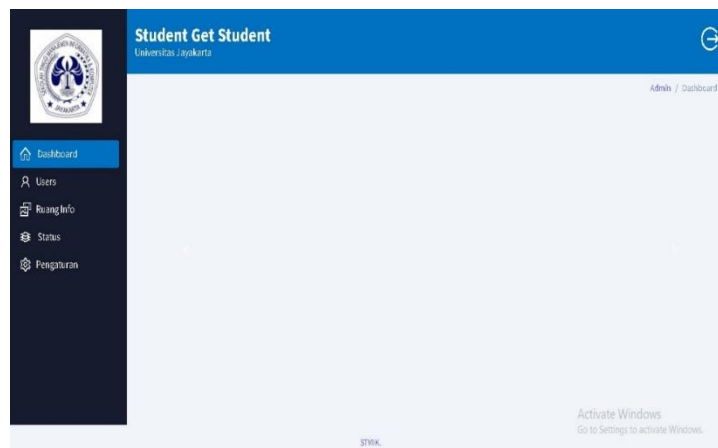 Student Get Student
Universitas Jayakarta
Admin / Dashboard
Dashboard
Users
Ruang Info
Status
Pengaturan
Activate Windows
Go to Settings to activate Windows.
STMIK.